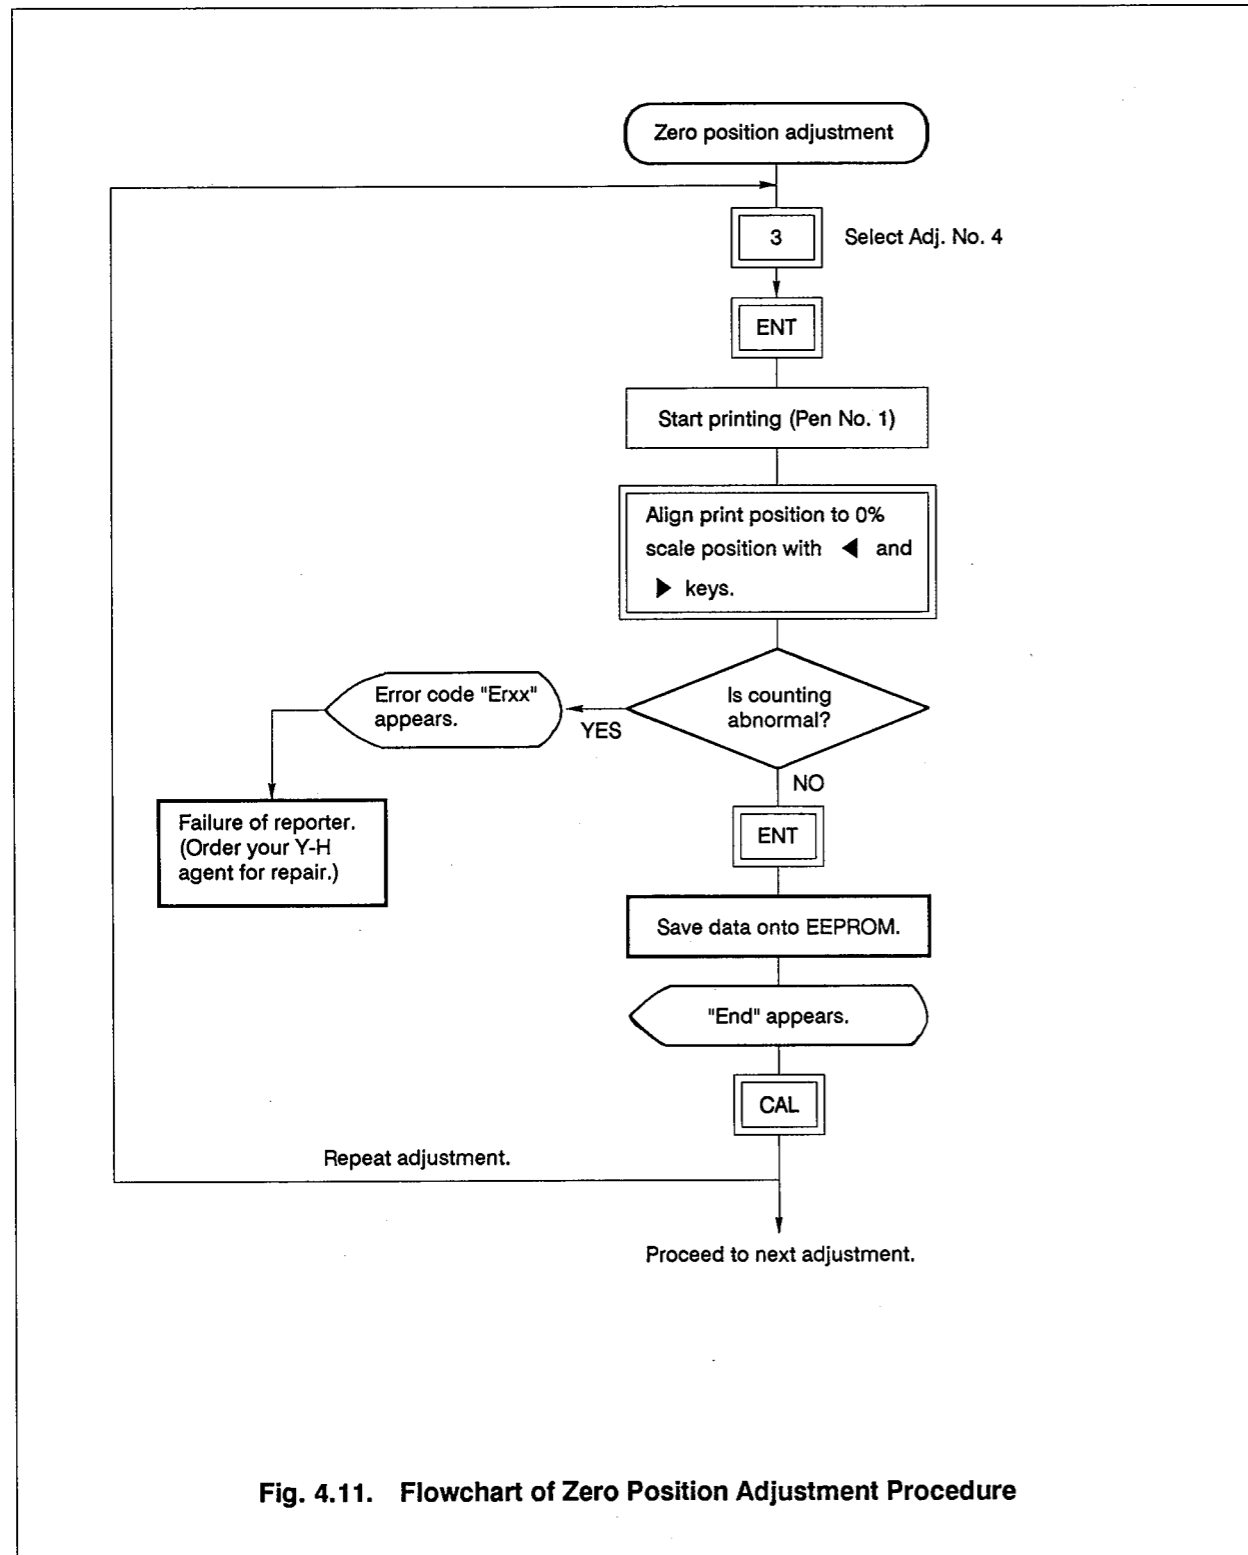 Zero position adjustment
3 Select Adj. No. 4
ENT
Start printing (Pen No. 1)
Align print position to 0%
scale position with ◀ and
▶ keys.
Is counting
abnormal?
YES
Error code "Erxx"
appears.
Failure of reporter.
(Order your Y-H
agent for repair.)
NO
ENT
Save data onto EEPROM.
"End" appears.
CAL
Repeat adjustment.
Proceed to next adjustment.
Fig. 4.11. Flowchart of Zero Position Adjustment Procedure